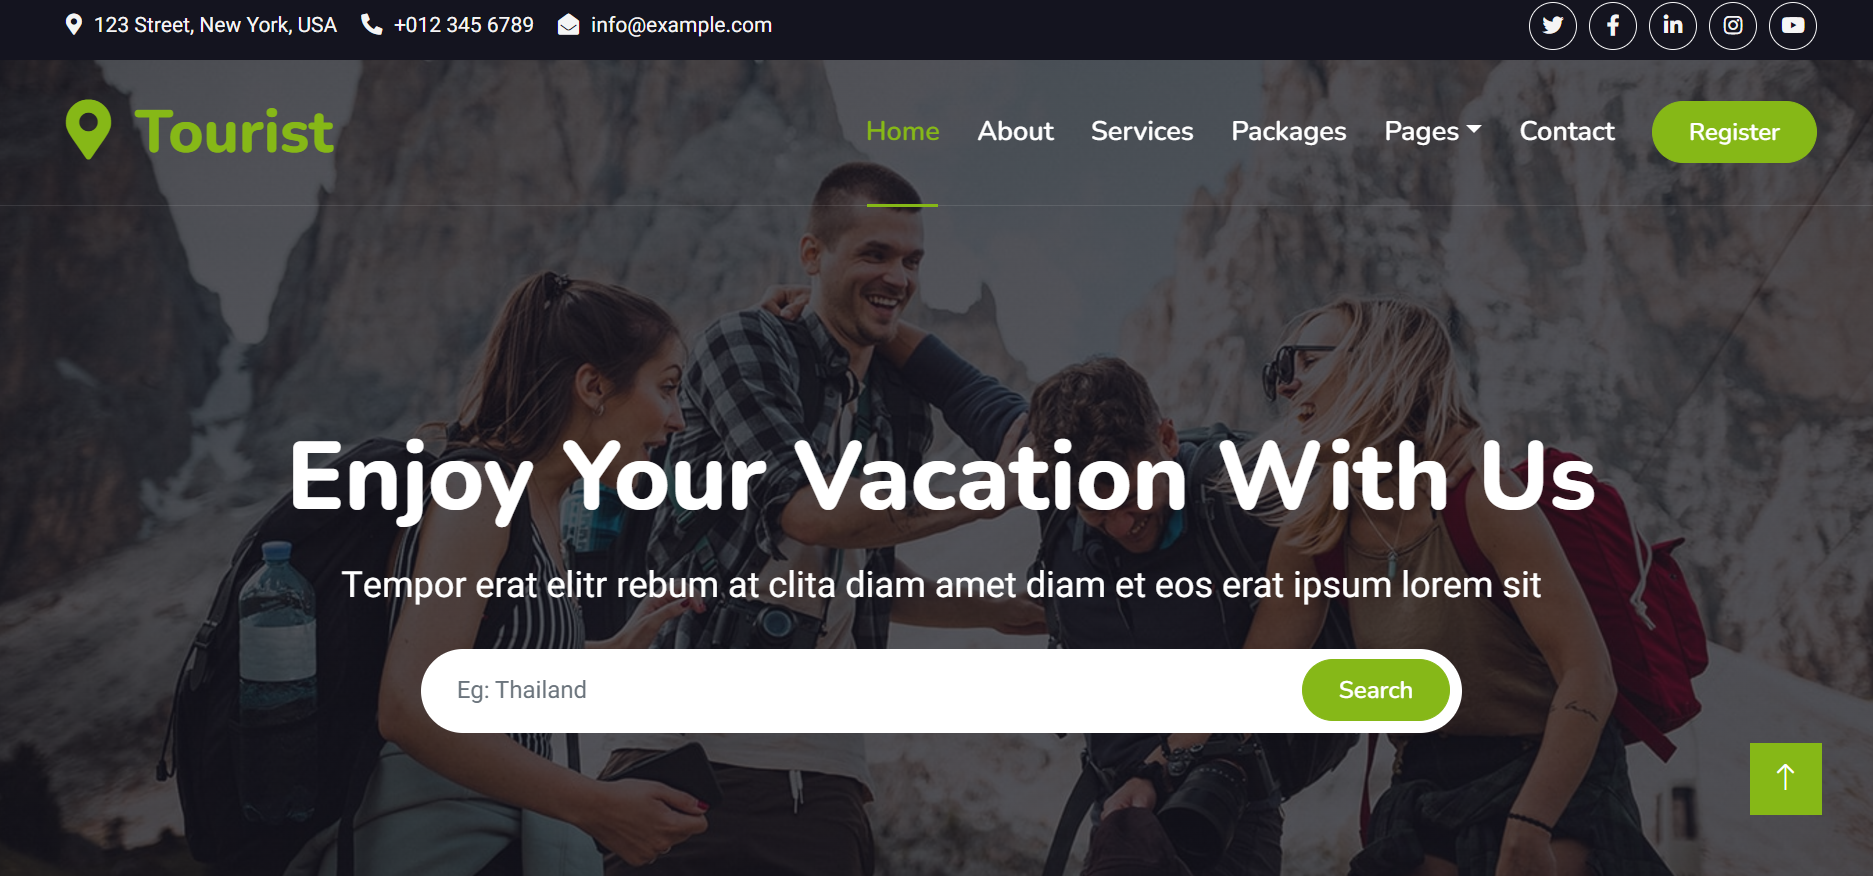 123 Street, New York, USA +012 345 6789 info@example.com
Tourist
Home About Services Packages Pages Contact Register
Enjoy Your Vacation With Us
Tempor erat elitr rebum at clita diam amet diam et eos erat ipsum lorem sit
Eg: Thailand Search